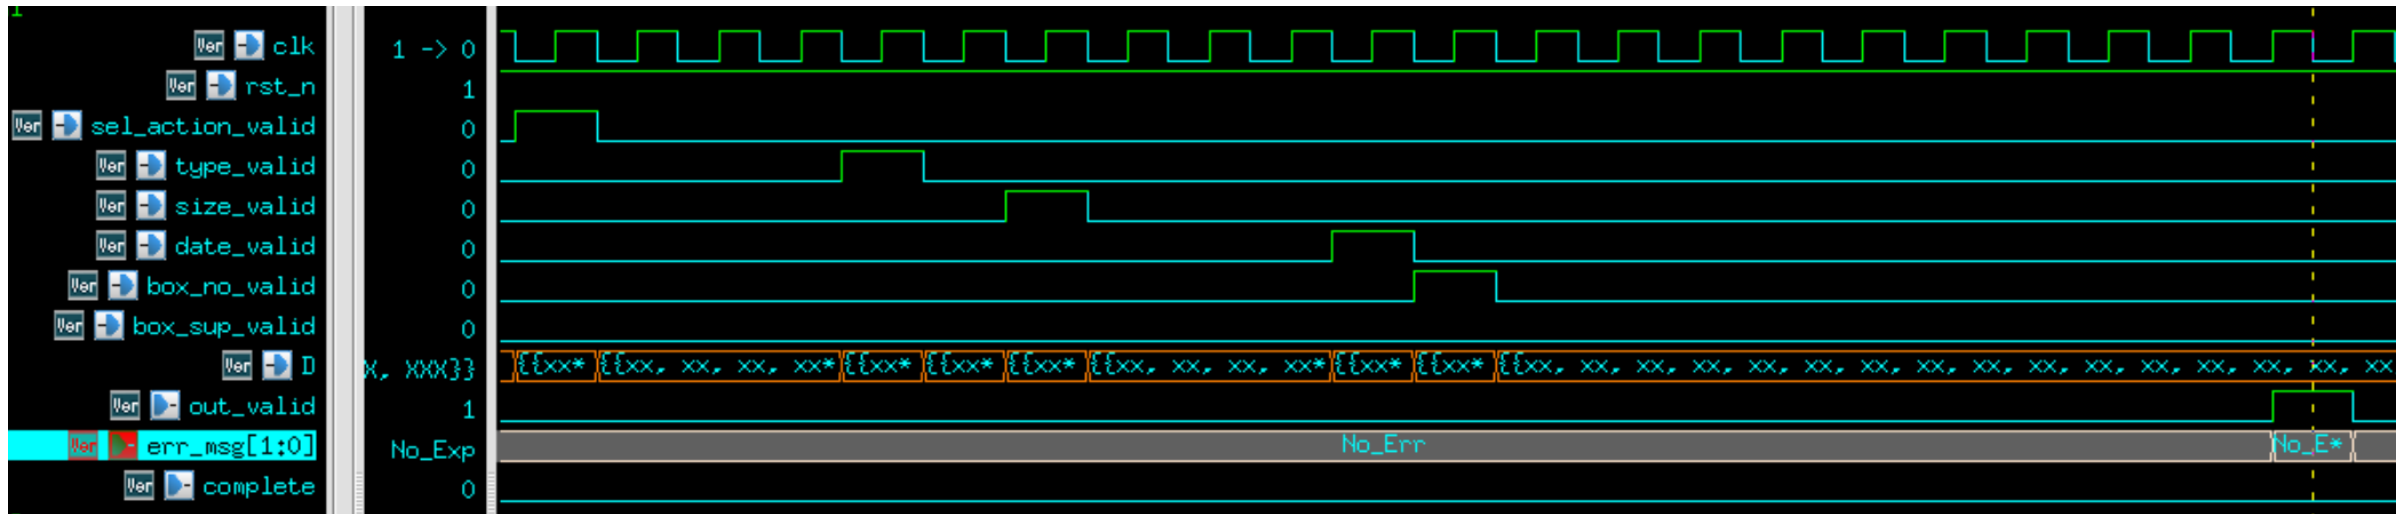 1
Ver clk 1 -> 0
Ver rst_n 1
Ver sel_action_valid 0
Ver type_valid 0
Ver size_valid 0
Ver date_valid 0
Ver box_no_valid 0
Ver box_sup_valid 0
Ver D X, XXX}} {{xx* {{xx, xx, xx, xx* {{xx* {{xx* {{xx* {{xx, xx, xx, xx* {{xx* {{xx* {{xx, xx, xx, xx, xx, xx, xx, xx, xx, xx, xx, xx, xx, xx, xx, xx
Ver out_valid 1
Ver err_msg[1:0] No_Exp No_Err No_E*
Ver complete 0